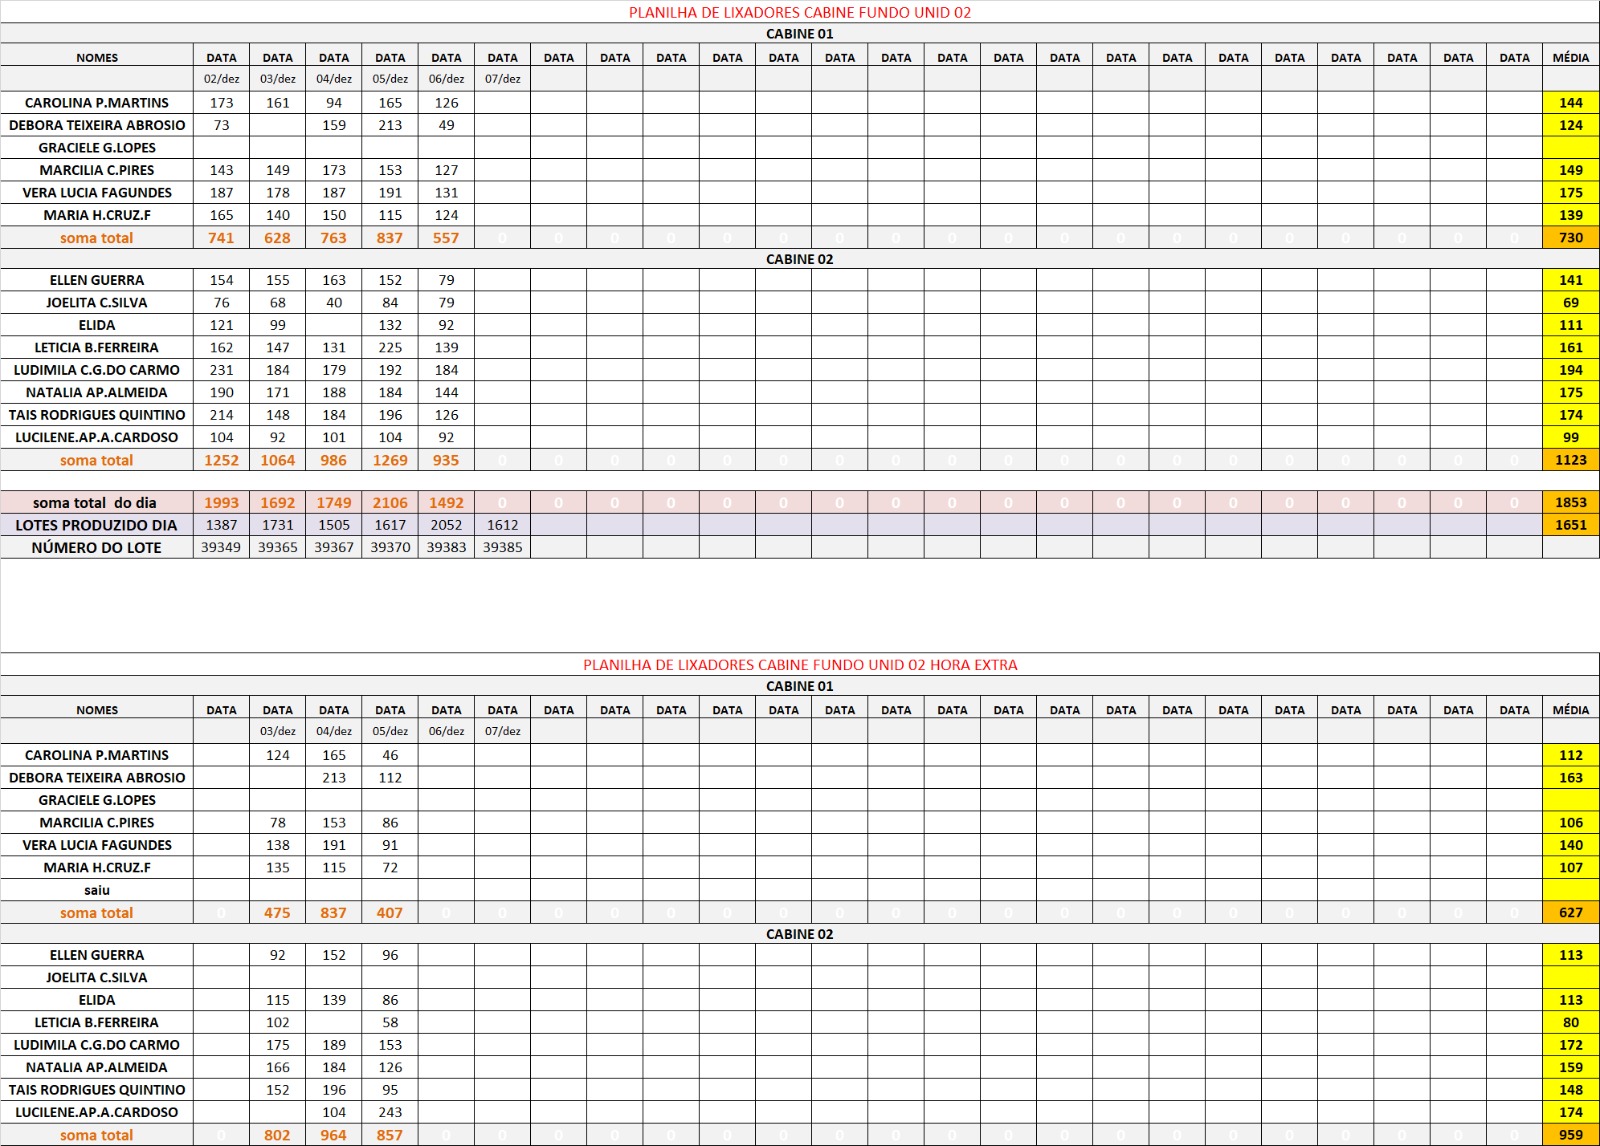 PLANILHA DE LIXADORES CABINE FUNDO UNID 02
CABINE 01
NOMES DATA DATA DATA DATA DATA DATA DATA DATA DATA DATA DATA DATA DATA DATA DATA DATA DATA DATA DATA DATA DATA DATA DATA DATA MÉDIA
02/dez 03/dez 04/dez 05/dez 06/dez 07/dez
CAROLINA P.MARTINS 173 161 94 165 126 144
DEBORA TEIXEIRA ABROSIO 73 159 213 49 124
GRACIELE G.LOPES
MARCILIA C.PIRES 143 149 173 153 127 149
VERA LUCIA FAGUNDES 187 178 187 191 131 175
MARIA H.CRUZ.F 165 140 150 115 124 139
soma total 741 628 763 837 557 0 0 0 0 0 0 0 0 0 0 0 0 0 0 0 0 0 0 0 730
CABINE 02
ELLEN GUERRA 154 155 163 152 79 141
JOELITA C.SILVA 76 68 40 84 79 69
ELIDA 121 99 132 92 111
LETICIA B.FERREIRA 162 147 131 225 139 161
LUDIMILA C.G.DO CARMO 231 184 179 192 184 194
NATALIA AP.ALMEIDA 190 171 188 184 144 175
TAIS RODRIGUES QUINTINO 214 148 184 196 126 174
LUCILENE.AP.A.CARDOSO 104 92 101 104 92 99
soma total 1252 1064 986 1269 935 0 0 0 0 0 0 0 0 0 0 0 0 0 0 0 0 0 0 0 1123
soma total do dia 1993 1692 1749 2106 1492 0 0 0 0 0 0 0 0 0 0 0 0 0 0 0 0 0 0 0 1853
LOTES PRODUZIDO DIA 1387 1731 1505 1617 2052 1612 1651
NÚMERO DO LOTE 39349 39365 39367 39370 39383 39385
PLANILHA DE LIXADORES CABINE FUNDO UNID 02 HORA EXTRA
CABINE 01
NOMES DATA DATA DATA DATA DATA DATA DATA DATA DATA DATA DATA DATA DATA DATA DATA DATA DATA DATA DATA DATA DATA DATA DATA DATA MÉDIA
03/dez 04/dez 05/dez 06/dez 07/dez
CAROLINA P.MARTINS 124 165 46 112
DEBORA TEIXEIRA ABROSIO 213 112 163
GRACIELE G.LOPES
MARCILIA C.PIRES 78 153 86 106
VERA LUCIA FAGUNDES 138 191 91 140
MARIA H.CRUZ.F 135 115 72 107
saiu
soma total 0 475 837 407 0 0 0 0 0 0 0 0 0 0 0 0 0 0 0 0 0 0 0 0 627
CABINE 02
ELLEN GUERRA 92 152 96 113
JOELITA C.SILVA
ELIDA 115 139 86 113
LETICIA B.FERREIRA 102 58 80
LUDIMILA C.G.DO CARMO 175 189 153 172
NATALIA AP.ALMEIDA 166 184 126 159
TAIS RODRIGUES QUINTINO 152 196 95 148
LUCILENE.AP.A.CARDOSO 104 243 174
soma total 0 802 964 857 0 0 0 0 0 0 0 0 0 0 0 0 0 0 0 0 0 0 0 0 959